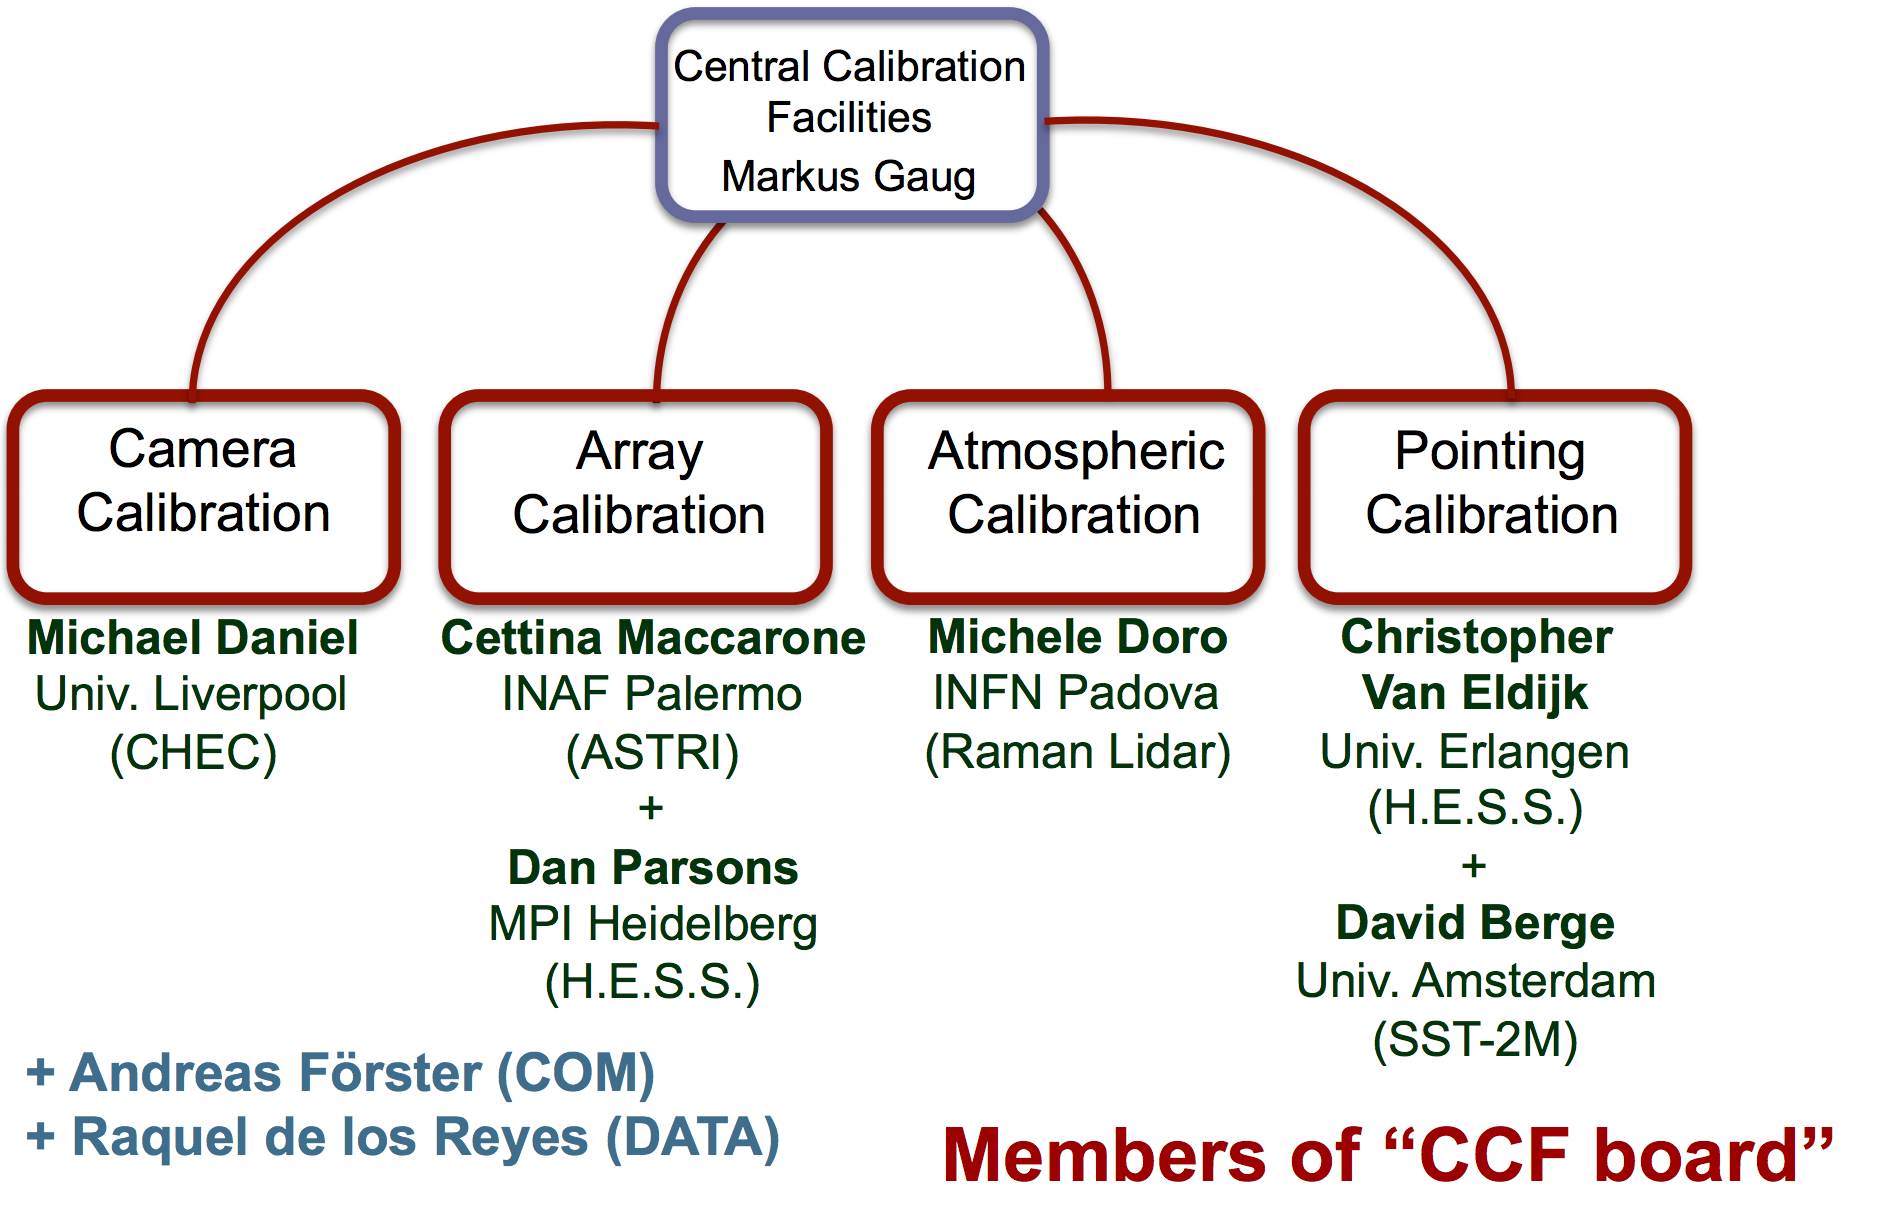 Central Calibration
Facilities
Markus Gaug
Camera
Calibration
Michael Daniel
Univ. Liverpool
(CHEC)
Array
Calibration
Cettina Maccarone
INAF Palermo
(ASTRI)
+
Dan Parsons
MPI Heidelberg
(H.E.S.S.)
Atmospheric
Calibration
Michele Doro
INFN Padova
(Raman Lidar)
Pointing
Calibration
Christopher
Van Eldijk
Univ. Erlangen
(H.E.S.S.)
+
David Berge
Univ. Amsterdam
(SST-2M)
+ Andreas Förster (COM)
+ Raquel de los Reyes (DATA)
Members of “CCF board”